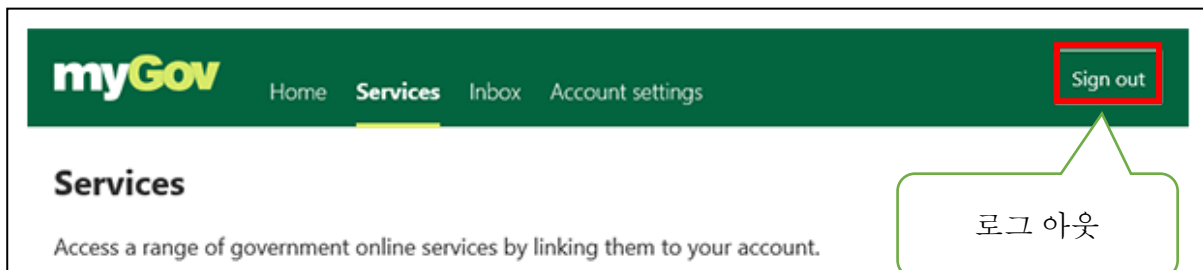 myGov Home Services Inbox Account settings Sign out
Services
Access a range of government online services by linking them to your account.
로그 아웃